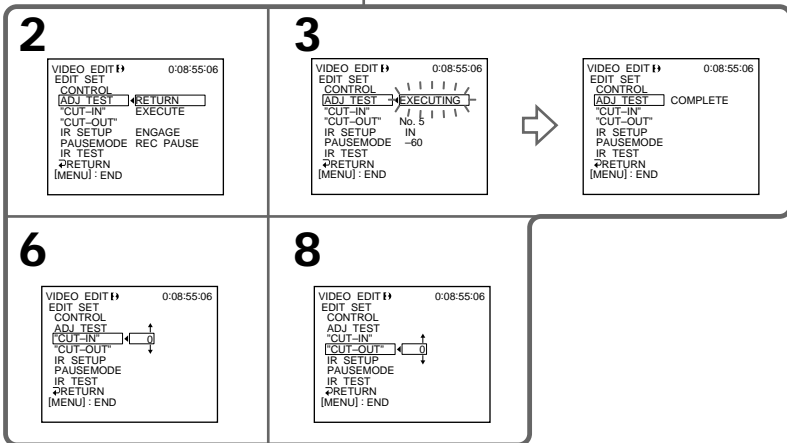 2
VIDEO EDIT 0:08:55:06
EDIT SET
CONTROL
ADJ TEST RETURN
"CUT–IN" EXECUTE
"CUT–OUT"
IR SETUP ENGAGE
PAUSEMODE REC PAUSE
IR TEST
RETURN
[MENU] : END
3
VIDEO EDIT 0:08:55:06
EDIT SET
CONTROL
ADJ TEST EXECUTING
"CUT–IN"
"CUT–OUT" No. 5
IR SETUP IN
PAUSEMODE –60
IR TEST
RETURN
[MENU] : END
VIDEO EDIT 0:08:55:06
EDIT SET
CONTROL
ADJ TEST COMPLETE
"CUT–IN"
"CUT–OUT"
IR SETUP
PAUSEMODE
IR TEST
RETURN
[MENU] : END
6
VIDEO EDIT 0:08:55:06
EDIT SET
CONTROL
ADJ TEST
"CUT–IN" 0
"CUT–OUT"
IR SETUP
PAUSEMODE
IR TEST
RETURN
[MENU] : END
8
VIDEO EDIT 0:08:55:06
EDIT SET
CONTROL
ADJ TEST
"CUT–IN"
"CUT–OUT" 0
IR SETUP
PAUSEMODE
IR TEST
RETURN
[MENU] : END